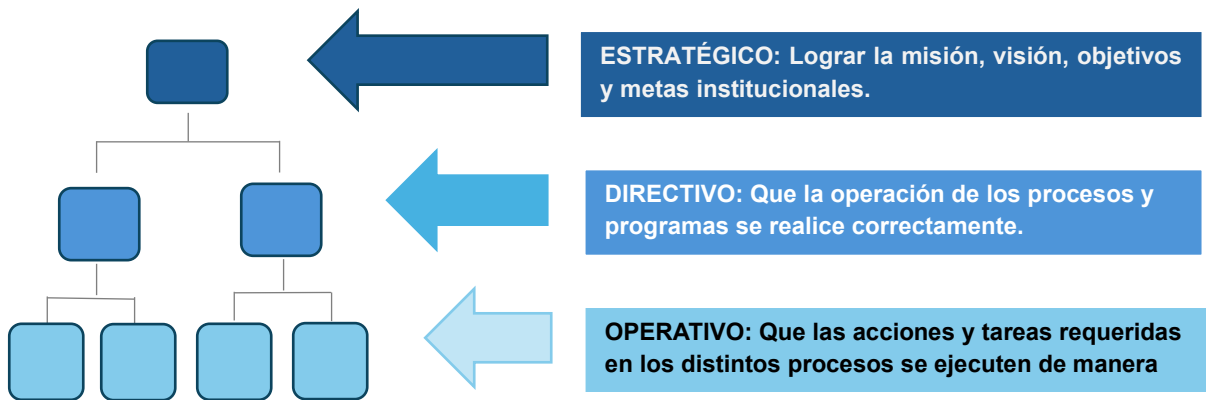 ESTRATÉGICO: Lograr la misión, visión, objetivos
y metas institucionales.
DIRECTIVO: Que la operación de los procesos y
programas se realice correctamente.
OPERATIVO: Que las acciones y tareas requeridas
en los distintos procesos se ejecuten de manera